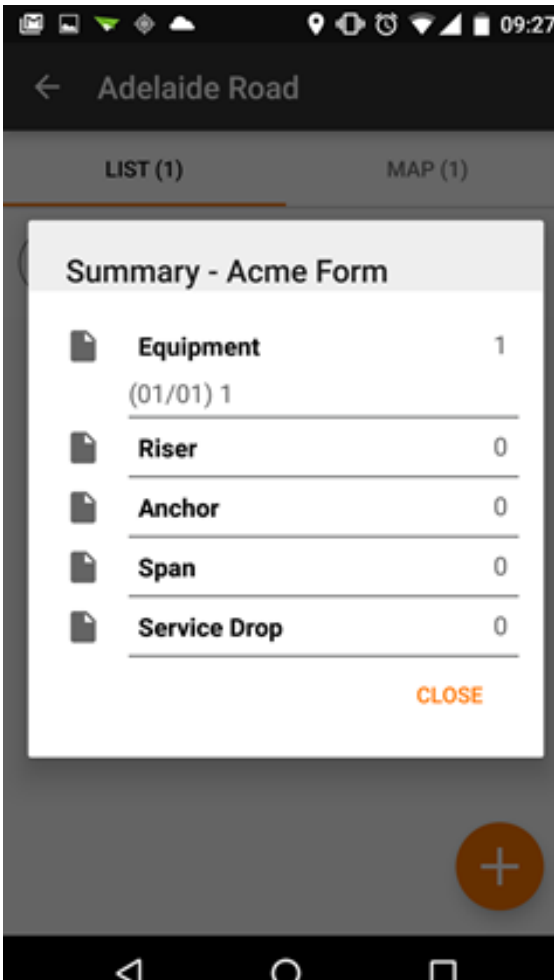 09:27
Adelaide Road
LIST (1) MAP (1)
Summary - Acme Form
Equipment 1
(01/01) 1
Riser 0
Anchor 0
Span 0
Service Drop 0
CLOSE